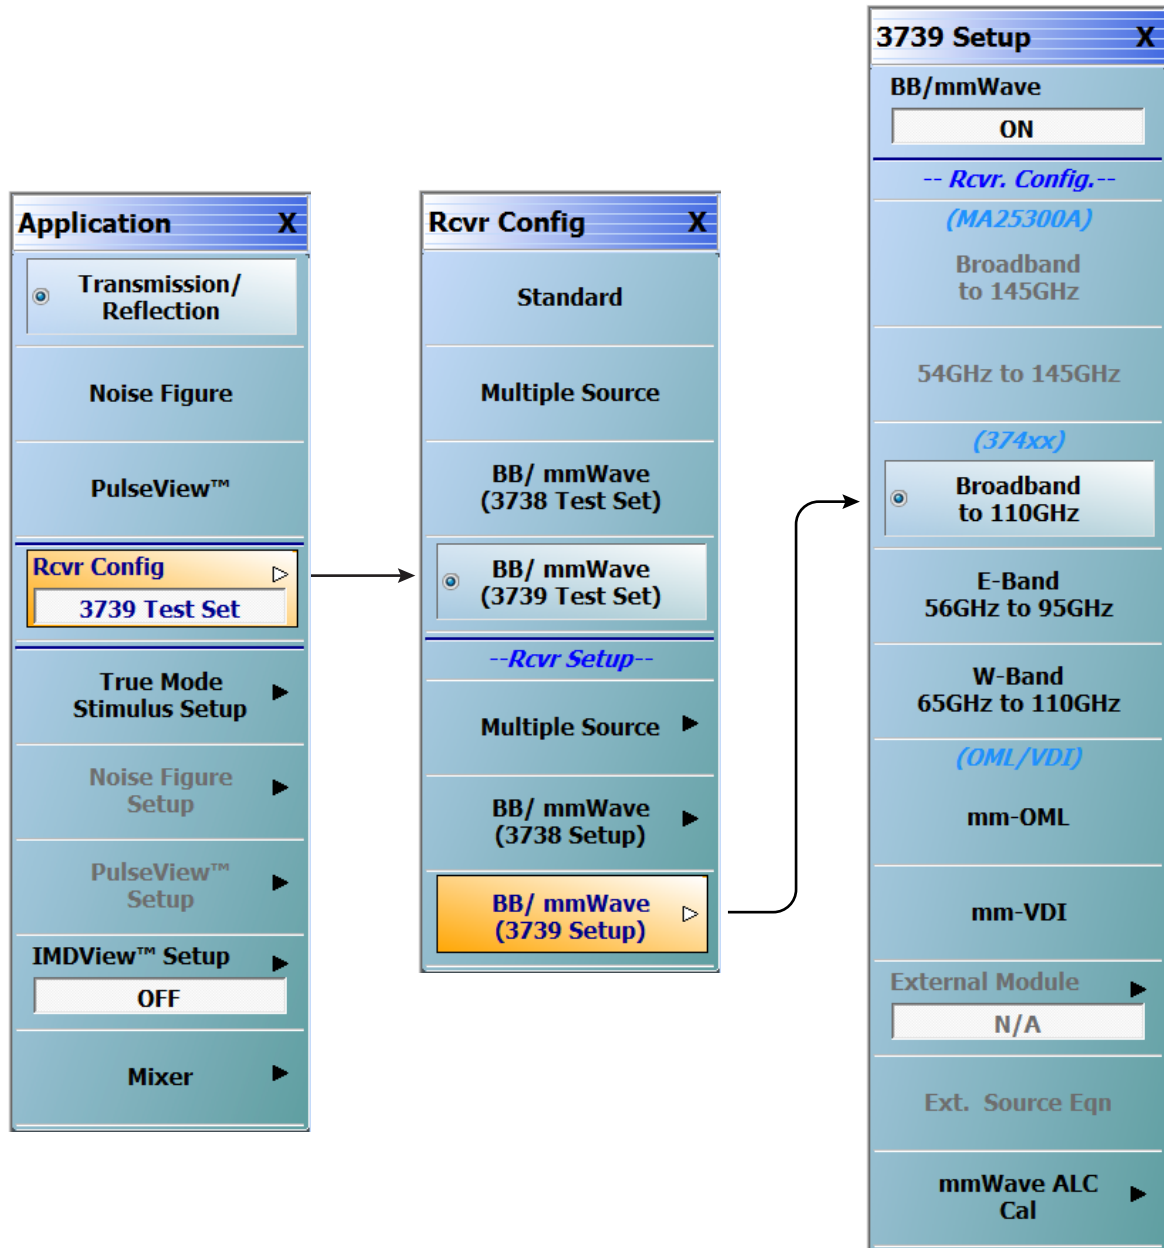 Application X
Transmission/
Reflection
Noise Figure
PulseView™
Rcvr Config
3739 Test Set
True Mode
Stimulus Setup
Noise Figure
Setup
PulseView™
Setup
IMDView™ Setup
OFF
Mixer
Rcvr Config X
Standard
Multiple Source
BB/ mmWave
(3738 Test Set)
BB/ mmWave
(3739 Test Set)
--Rcvr Setup--
Multiple Source
BB/ mmWave
(3738 Setup)
BB/ mmWave
(3739 Setup)
3739 Setup X
BB/mmWave
ON
-- Rcvr. Config.--
(MA25300A)
Broadband
to 145GHz
54GHz to 145GHz
(374xx)
Broadband
to 110GHz
E-Band
56GHz to 95GHz
W-Band
65GHz to 110GHz
(OML/VDI)
mm-OML
mm-VDI
External Module
N/A
Ext. Source Eqn
mmWave ALC
Cal